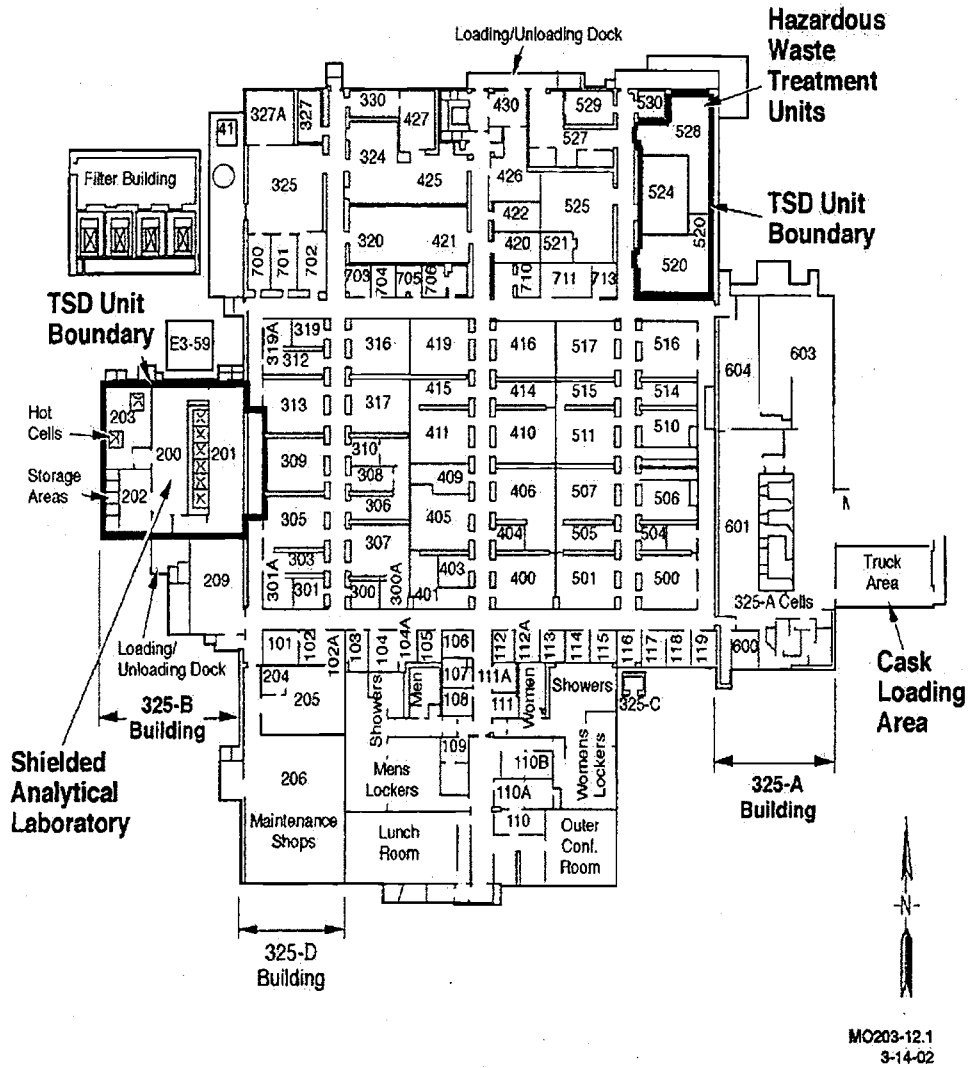 Hazardous
Waste
Treatment
Units
Loading/Unloading Dock
327A
327
330
427
430
529
530
528
41
324
527
Filter Building
325
425
426
524
TSD Unit
Boundary
422
525
520
320
421
420
521
520
700
701
702
703
704
705
706
710
711
713
TSD Unit
Boundary
E3-59
319A
319
312
316
419
416
517
516
604
603
415
414
515
514
Hot
Cells
203
313
317
411
410
511
510
200
201
310
Storage
Areas
202
309
308
409
406
507
506
306
305
405
404
505
504
601
307
303
403
209
301A
301
300
300A
401
400
501
500
Truck
Area
325-A Cells
Loading/
Unloading Dock
101
102
102A
103
104
104A
105
106
112
112A
113
114
115
116
117
118
119
600
Cask
Loading
Area
204
205
Showers
Men
107
108
111A
111
Women
Showers
325-C
325-B
Building
Shielded
Analytical
Laboratory
109
110B
Womens
Lockers
206
Mens
Lockers
110A
325-A
Building
Maintenance
Shops
Lunch
Room
110
Outer
Conf.
Room
N
325-D
Building
MO203-12.1
3-14-02